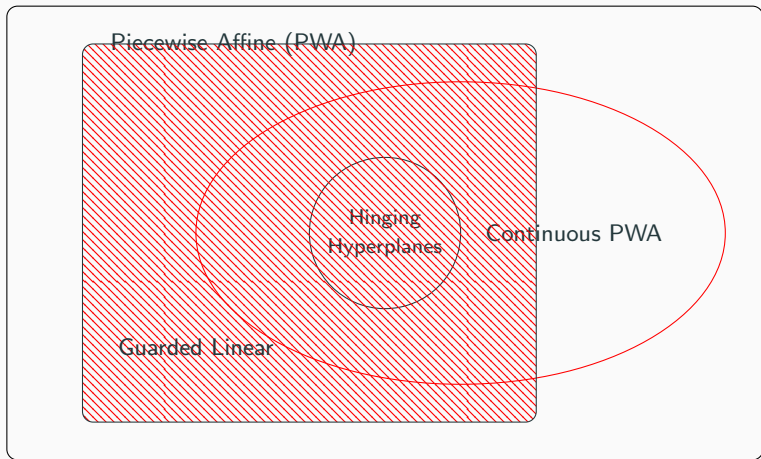 Piecewise Affine (PWA)
Hinging
Hyperplanes
Continuous PWA
Guarded Linear